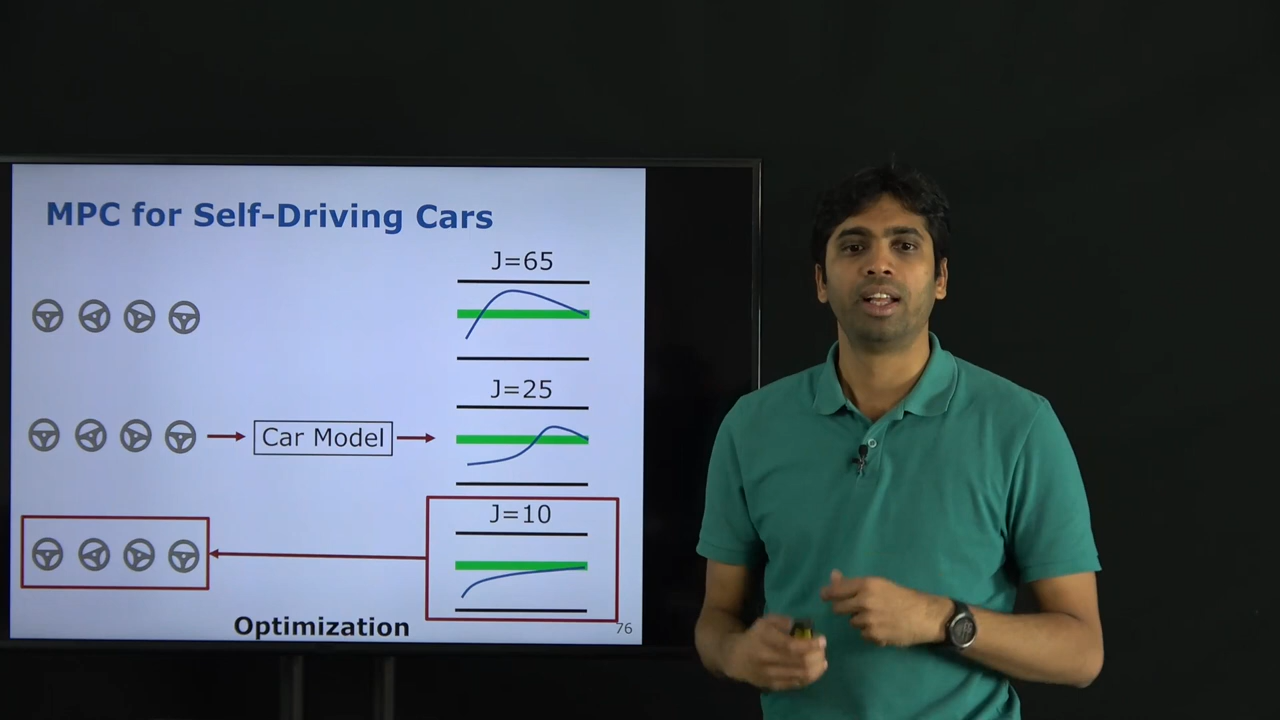 MPC for Self-Driving Cars
J=65
J=25
Car Model
J=10
Optimization
76